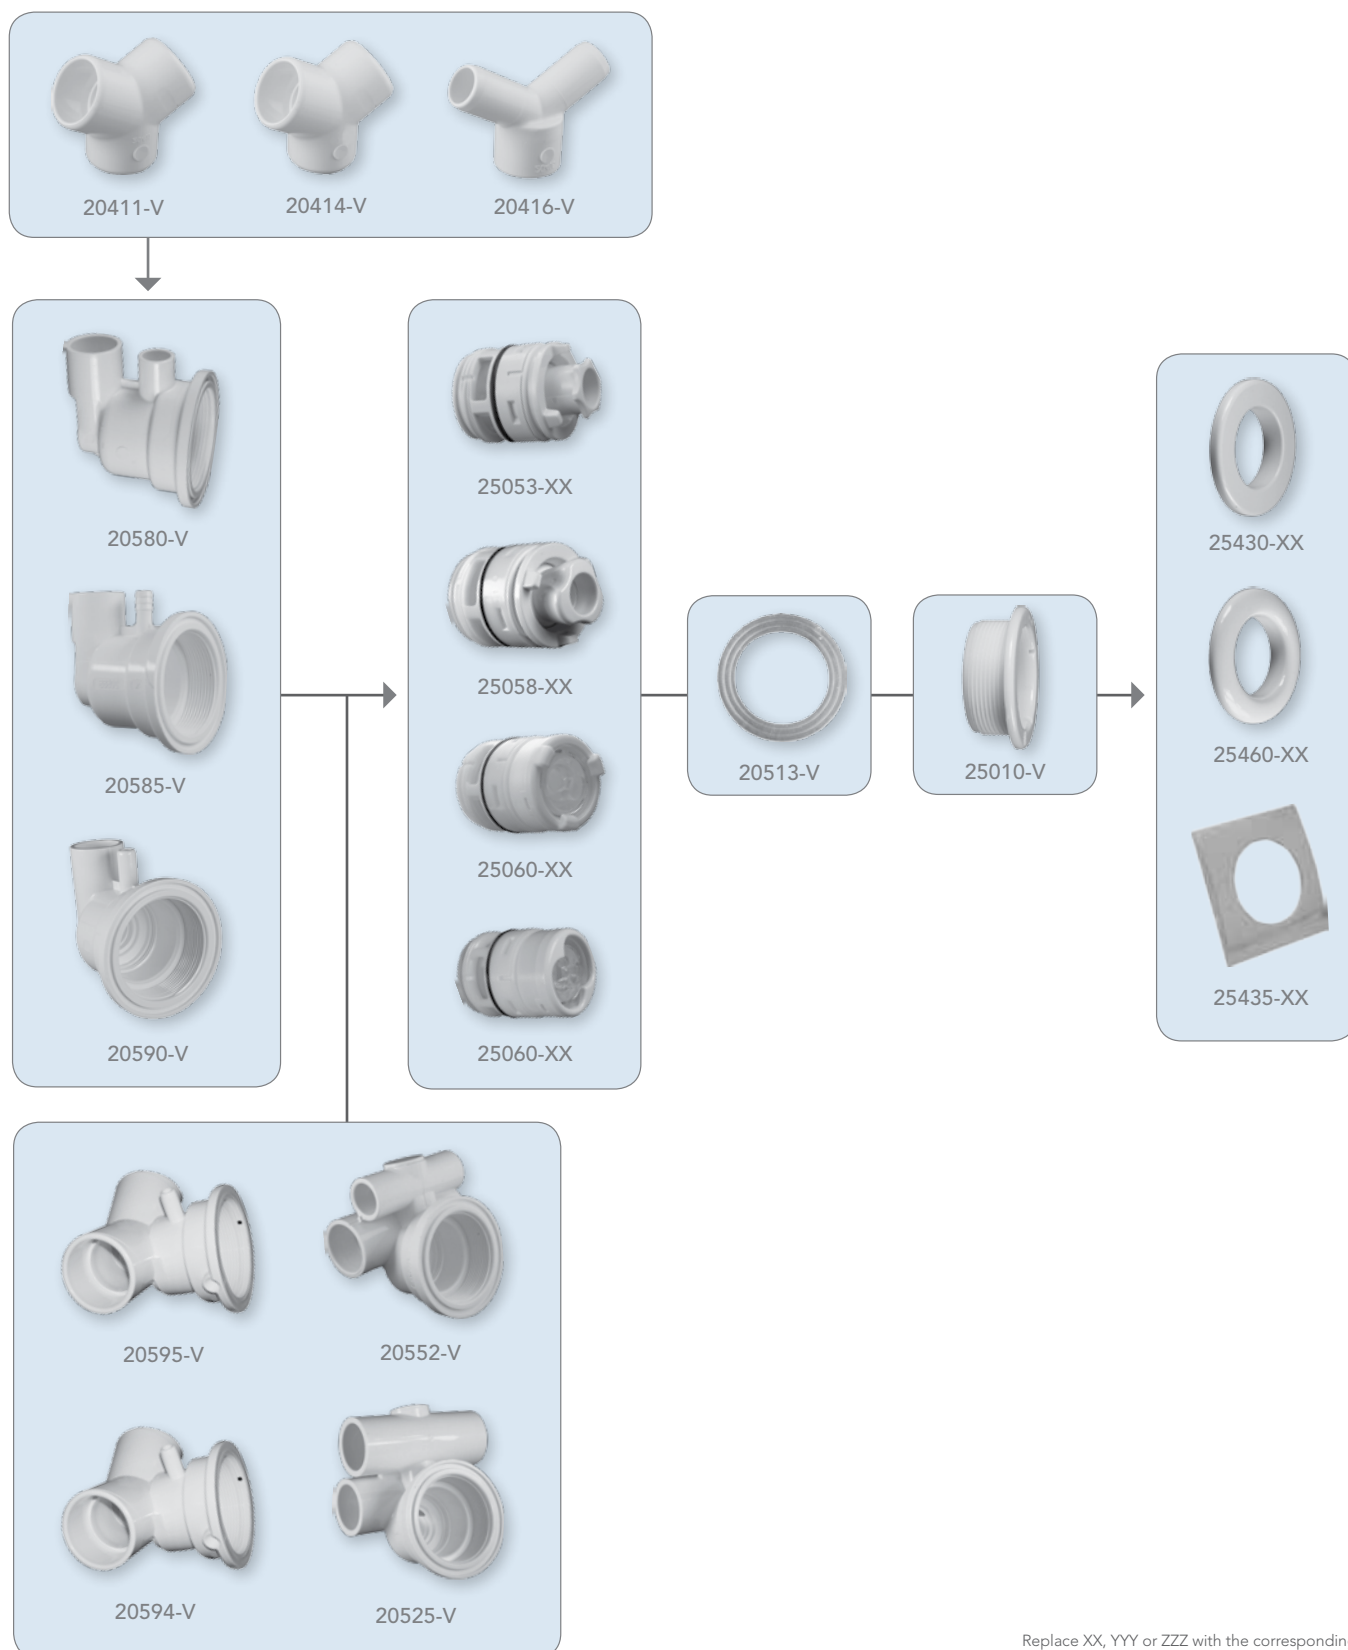 20411-V
20414-V
20416-V
20580-V
20585-V
20590-V
25053-XX
25058-XX
25060-XX
25060-XX
20513-V
25010-V
25430-XX
25460-XX
25435-XX
20595-V
20552-V
20594-V
20525-V
Replace XX, YYY or ZZZ with the correspondin